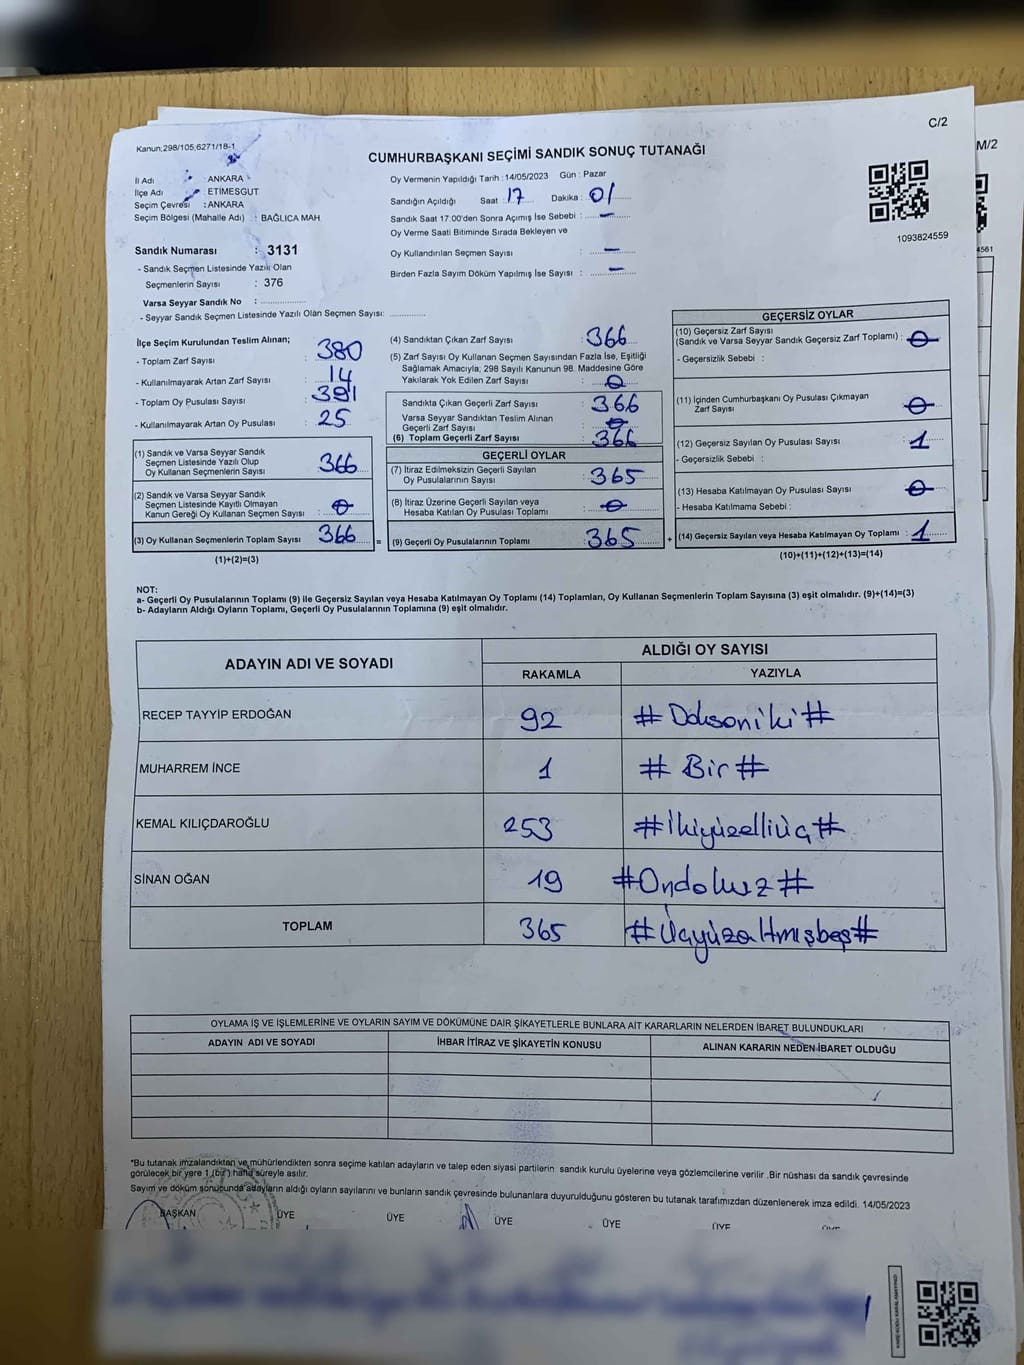 C/2
M/2
Kanun:298/105,6271/18-1
CUMHURBAŞKANI SEÇİMİ SANDIK SONUÇ TUTANAĞI
İl Adı : ANKARA
İlçe Adı : ETİMESGUT
Seçim Çevresi : ANKARA
Seçim Bölgesi (Mahalle Adı) : BAĞLICA MAH
Oy Vermenin Yapıldığı Tarih : 14/05/2023 Gün : Pazar
Sandığın Açıldığı Saat : 17 Dakika : 01
Sandık Saat 17:00'den Sonra Açımış İse Sebebi : —
Oy Verme Saati Bitiminde Sırada Bekleyen ve
Oy Kullandırılan Seçmen Sayısı : —
Birden Fazla Sayım Döküm Yapılmış İse Sayısı : —
1093824559
4561
Sandık Numarası : 3131
- Sandık Seçmen Listesinde Yazılı Olan
Seçmenlerin Sayısı : 376
Varsa Seyyar Sandık No :
- Seyyar Sandık Seçmen Listesinde Yazılı Olan Seçmen Sayısı:
İlçe Seçim Kurulundan Teslim Alınan;
- Toplam Zarf Sayısı : 380
- Kullanılmayarak Artan Zarf Sayısı : 14
- Toplam Oy Pusulası Sayısı : 391
- Kullanılmayarak Artan Oy Pusulası : 25
(1) Sandık ve Varsa Seyyar Sandık
Seçmen Listesinde Yazılı Olup
Oy Kullanan Seçmenlerin Sayısı : 366
(2) Sandık ve Varsa Seyyar Sandık
Seçmen Listesinde Kayıtlı Olmayan
Kanun Gereği Oy Kullanan Seçmen Sayısı : 0
(3) Oy Kullanan Seçmenlerin Toplam Sayısı : 366 =
(1)+(2)=(3)
(4) Sandıktan Çıkan Zarf Sayısı : 366
(5) Zarf Sayısı Oy Kullanan Seçmen Sayısından Fazla İse, Eşitliği
Sağlamak Amacıyla; 298 Sayılı Kanunun 98. Maddesine Göre
Yakılarak Yok Edilen Zarf Sayısı : 0
Sandıkta Çıkan Geçerli Zarf Sayısı : 366
Varsa Seyyar Sandıktan Teslim Alınan
Geçerli Zarf Sayısı : 0
(6) Toplam Geçerli Zarf Sayısı : 366
GEÇERLİ OYLAR
(7) İtiraz Edilmeksizin Geçerli Sayılan
Oy Pusulalarının Sayısı : 365
(8) İtiraz Üzerine Geçerli Sayılan veya
Hesaba Katılan Oy Pusulası Toplamı : 0
(9) Geçerli Oy Pusulalarının Toplamı : 365 +
GEÇERSİZ OYLAR
(10) Geçersiz Zarf Sayısı
(Sandık ve Varsa Seyyar Sandık Geçersiz Zarf Toplamı) : 0
- Geçersizlik Sebebi :
(11) İçinden Cumhurbaşkanı Oy Pusulası Çıkmayan
Zarf Sayısı : 0
(12) Geçersiz Sayılan Oy Pusulası Sayısı : 1
- Geçersizlik Sebebi :
(13) Hesaba Katılmayan Oy Pusulası Sayısı : 0
- Hesaba Katılmama Sebebi :
(14) Geçersiz Sayılan veya Hesaba Katılmayan Oy Toplamı : 1
(10)+(11)+(12)+(13)=(14)
NOT:
a- Geçerli Oy Pusulalarının Toplamı (9) ile Geçersiz Sayılan veya Hesaba Katılmayan Oy Toplamı (14) Toplamları, Oy Kullanan Seçmenlerin Toplam Sayısına (3) eşit olmalıdır. (9)+(14)=(3)
b- Adayların Aldığı Oyların Toplamı, Geçerli Oy Pusulalarının Toplamına (9) eşit olmalıdır.
ADAYIN ADI VE SOYADI
ALDIĞI OY SAYISI
RAKAMLA YAZIYLA
RECEP TAYYİP ERDOĞAN 92 # Doksoniki #
MUHARREM İNCE 1 # Bir #
KEMAL KILIÇDAROĞLU 253 # İkiyüzelliüç #
SİNAN OĞAN 19 # Ondokuz #
TOPLAM 365 # Üçyüzaltmışbeş #
OYLAMA İŞ VE İŞLEMLERİNE VE OYLARIN SAYIM VE DÖKÜMÜNE DAİR ŞİKAYETLERLE BUNLARA AİT KARARLARIN NELERDEN İBARET BULUNDUKLARI
ADAYIN ADI VE SOYADI İHBAR İTİRAZ VE ŞİKAYETİN KONUSU ALINAN KARARIN NEDEN İBARET OLDUĞU
*Bu tutanak imzalandıktan ve mühürlendikten sonra seçime katılan adayların ve talep eden siyasi partilerin sandık kurulu üyelerine veya gözlemcilerine verilir. Bir nüshası da sandık çevresinde
görülecek bir yere 1 (bir) hafta süreyle asılır.
Sayım ve döküm sonucunda adayların aldığı oyların sayılarını ve bunların sandık çevresinde bulunanlara duyurulduğunu gösteren bu tutanak tarafımızdan düzenlenerek imza edildi. 14/05/2023
BAŞKAN ÜYE ÜYE ÜYE ÜYE ÜYE